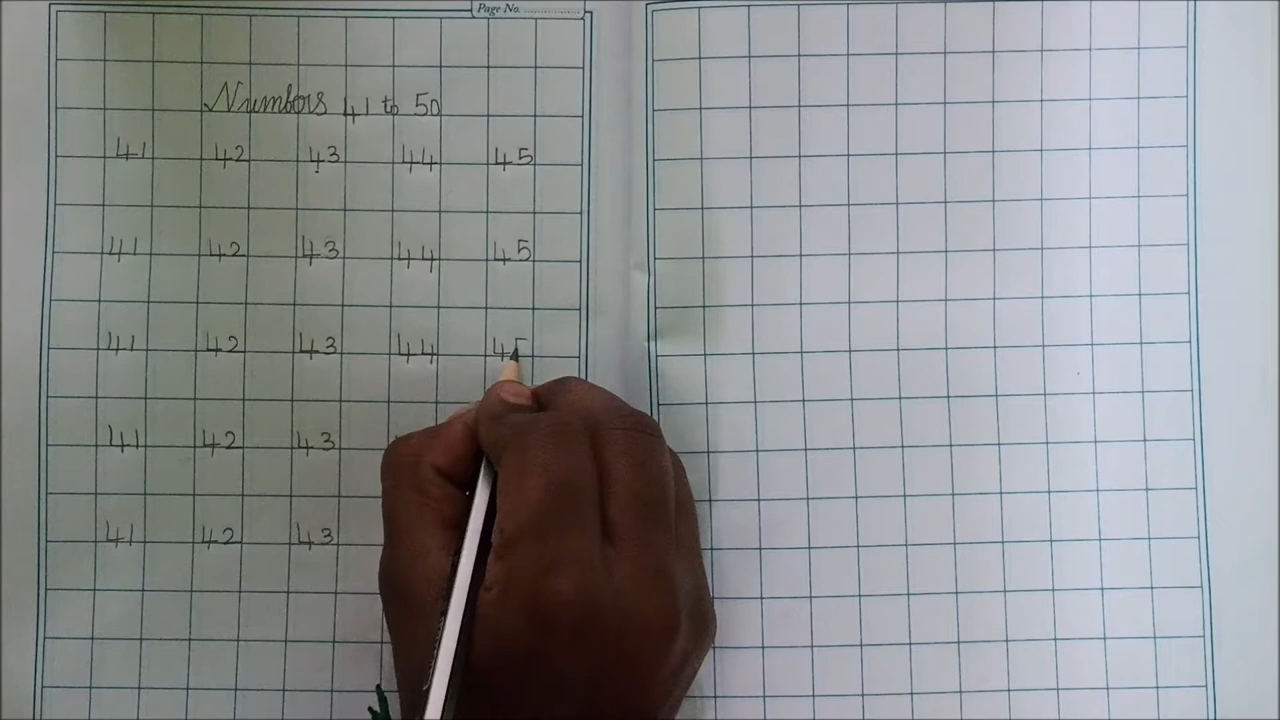 Page No. ..............
Numbers 41 to 50
41 42 43 44 45
41 42 43 44 45
41 42 43 44 45
41 42 43
41 42 43